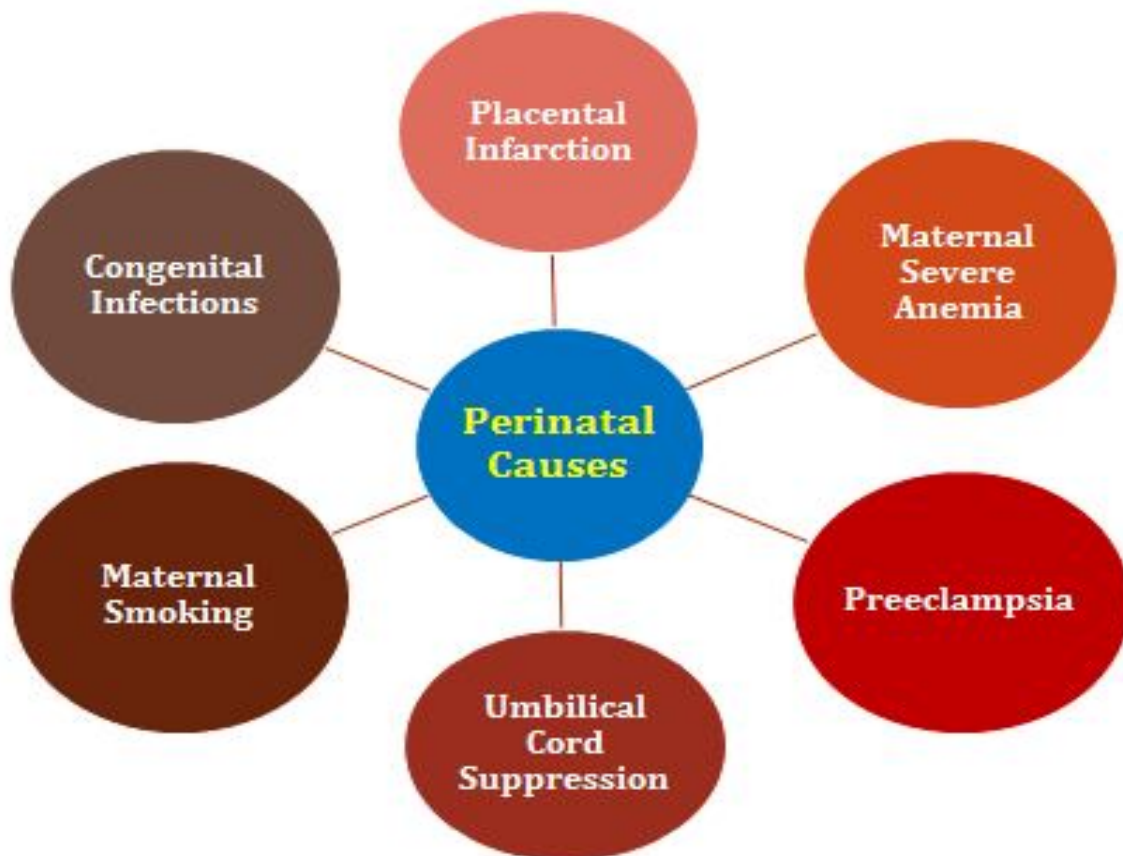 Placental
Infarction
Maternal
Severe
Anemia
Preeclampsia
Umbilical
Cord
Suppression
Maternal
Smoking
Congenital
Infections
Perinatal
Causes